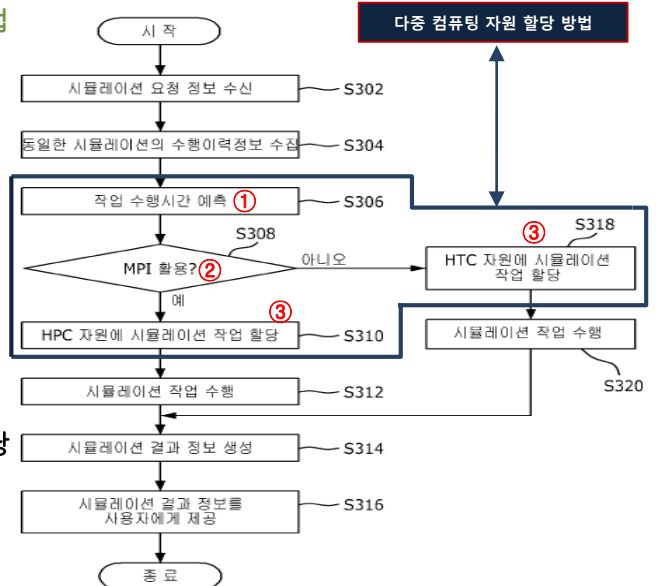 법
다중 컴퓨팅 자원 할당 방법
시 작
시뮬레이션 요청 정보 수신
S302
동일한 시뮬레이션의 수행이력정보 수집
S304
작업 수행시간 예측 ①
S306
S308
MPI 활용? ②
아니오
예
③
S318
HTC 자원에 시뮬레이션
작업 할당
③
HPC 자원에 시뮬레이션 작업 할당
S310
시뮬레이션 작업 수행
S320
시뮬레이션 작업 수행
S312
당
시뮬레이션 결과 정보 생성
S314
시뮬레이션 결과 정보를
사용자에게 제공
S316
종 료